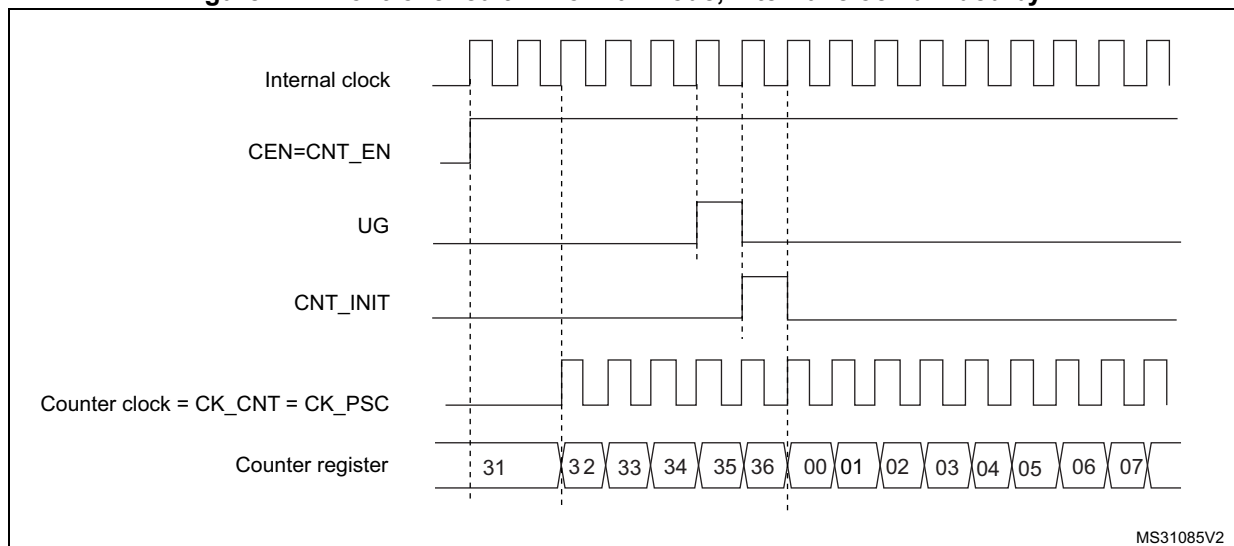 Internal clock
CEN=CNT_EN
UG
CNT_INIT
Counter clock = CK_CNT = CK_PSC
Counter register 31 32 33 34 35 36 00 01 02 03 04 05 06 07
MS31085V2